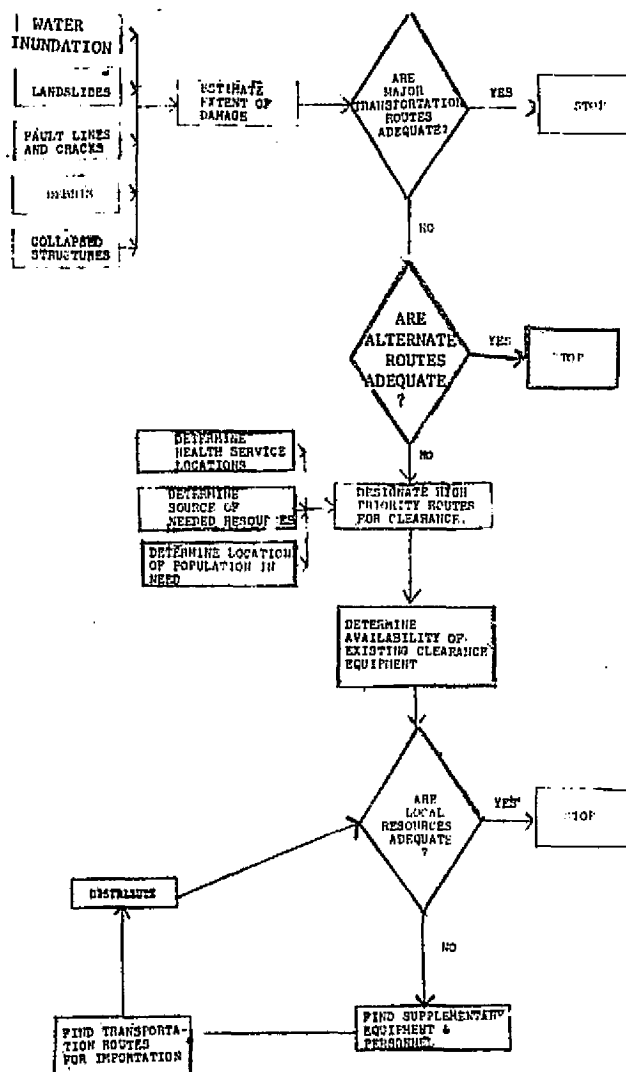 WATER
INUNDATION
LANDSLIDES
FAULT LINES
AND CRACKS
DEBRIS
COLLAPSED
STRUCTURES
ESTIMATE
EXTENT OF
DAMAGE
ARE
MAJOR
TRANSPORTATION
ROUTES
ADEQUATE?
YES
STOP
NO
ARE
ALTERNATE
ROUTES
ADEQUATE
?
YES
STOP
NO
DETERMINE
HEALTH SERVICE
LOCATIONS
DETERMINE
SOURCE OF
NEEDED RESOURCES
DETERMINE LOCATION
OF POPULATION IN
NEED
DESIGNATE HIGH
PRIORITY ROUTES
FOR CLEARANCE.
DETERMINE
AVAILABILITY OF
EXISTING CLEARANCE
EQUIPMENT
ARE
LOCAL
RESOURCES
ADEQUATE
?
YES
STOP
NO
FIND SUPPLEMENTARY
EQUIPMENT &
PERSONNEL
FIND TRANSPORTA-
TION ROUTES
FOR IMPORTATION
DISTRIBUTE